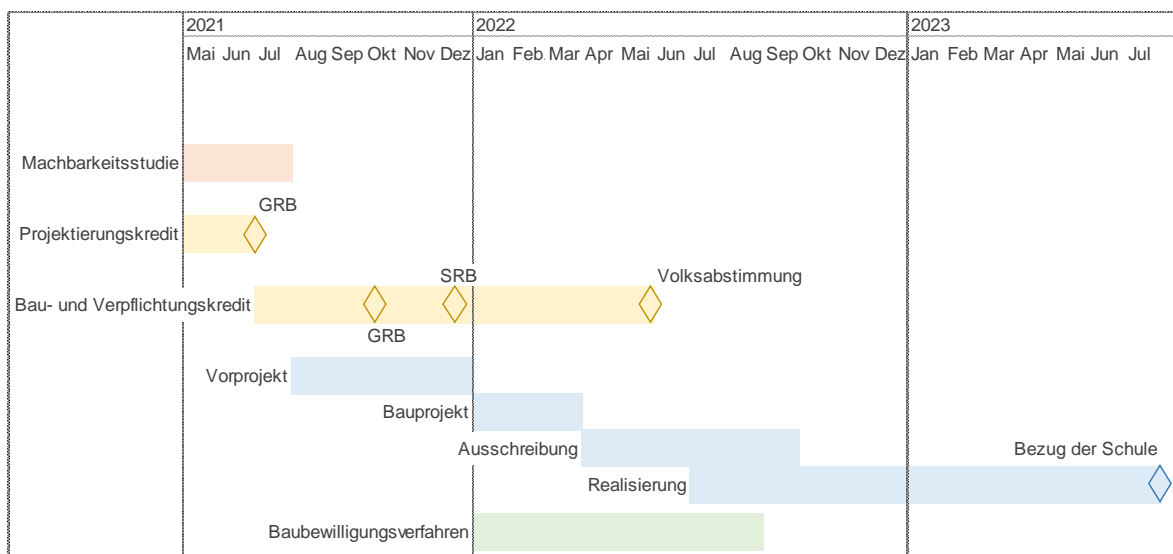 2021 2022 2023
Mai Jun Jul Aug Sep Okt Nov Dez Jan Feb Mar Apr Mai Jun Jul Aug Sep Okt Nov Dez Jan Feb Mar Apr Mai Jun Jul
Machbarkeitsstudie
GRB
Projektierungskredit
SRB Volksabstimmung
Bau- und Verpflichtungskredit
GRB
Vorprojekt
Bauprojekt
Ausschreibung Bezug der Schule
Realisierung
Baubewilligungsverfahren